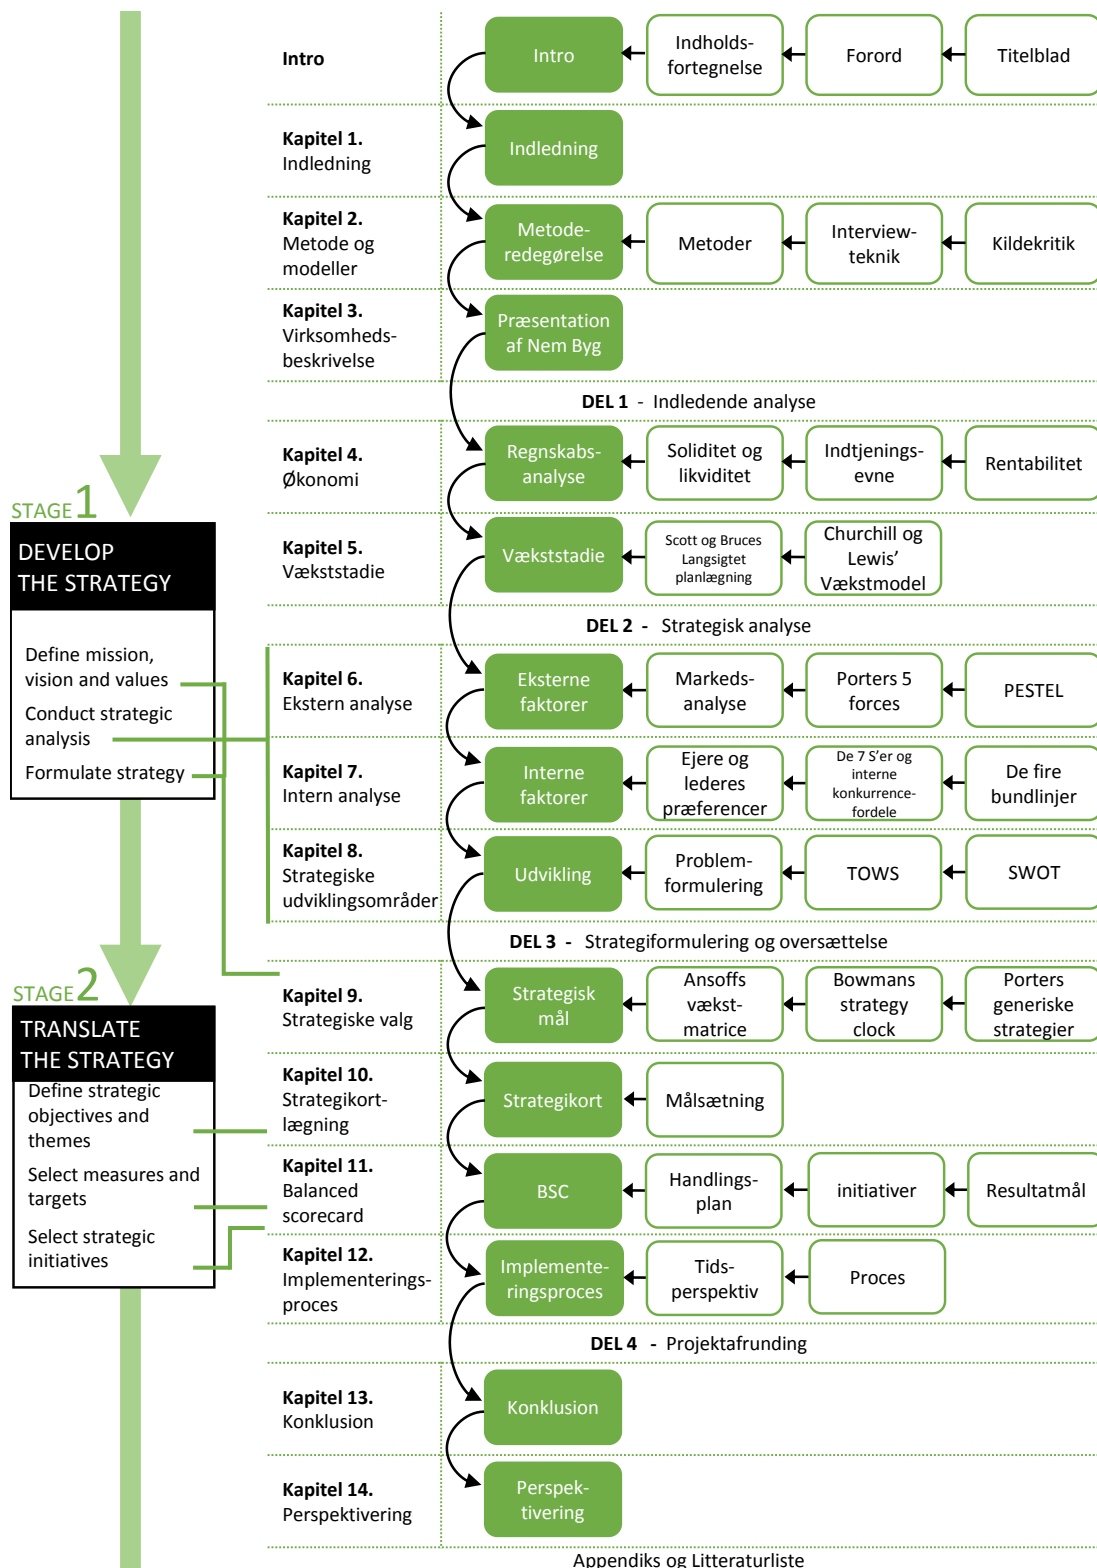 Intro
Intro
Indholds-
fortegnelse
Forord
Titelblad
Kapitel 1.
Indledning
Indledning
Kapitel 2.
Metode og
modeller
Metode-
redegørelse
Metoder
Interview-
teknik
Kildekritik
Kapitel 3.
Virksomheds-
beskrivelse
Præsentation
af Nem Byg
DEL 1 - Indledende analyse
Kapitel 4.
Økonomi
Regnskabs-
analyse
Soliditet og
likviditet
Indtjenings-
evne
Rentabilitet
STAGE 1
DEVELOP
THE STRATEGY
Define mission,
vision and values
Conduct strategic
analysis
Formulate strategy
Kapitel 5.
Vækststadie
Vækststadie
Scott og Bruces
Langsigtet
planlægning
Churchill og
Lewis'
Vækstmodel
DEL 2 - Strategisk analyse
Kapitel 6.
Ekstern analyse
Eksterne
faktorer
Markeds-
analyse
Porters 5
forces
PESTEL
Kapitel 7.
Intern analyse
Interne
faktorer
Ejere og
lederes
præferencer
De 7 S'er og
interne
konkurrence-
fordele
De fire
bundlinjer
Kapitel 8.
Strategiske
udviklingsområder
Udvikling
Problem-
formulering
TOWS
SWOT
DEL 3 - Strategiformulering og oversættelse
STAGE 2
TRANSLATE
THE STRATEGY
Define strategic
objectives and
themes
Select measures and
targets
Select strategic
initiatives
Kapitel 9.
Strategiske valg
Strategisk
mål
Ansoffs
vækst-
matrice
Bowmans
strategy
clock
Porters
generiske
strategier
Kapitel 10.
Strategikort-
lægning
Strategikort
Målsætning
Kapitel 11.
Balanced
scorecard
BSC
Handlings-
plan
initiativer
Resultatmål
Kapitel 12.
Implementerings-
proces
Implemente-
ringsproces
Tids-
perspektiv
Proces
DEL 4 - Projektafrunding
Kapitel 13.
Konklusion
Konklusion
Kapitel 14.
Perspektivering
Perspek-
tivering
Appendiks og Litteraturliste